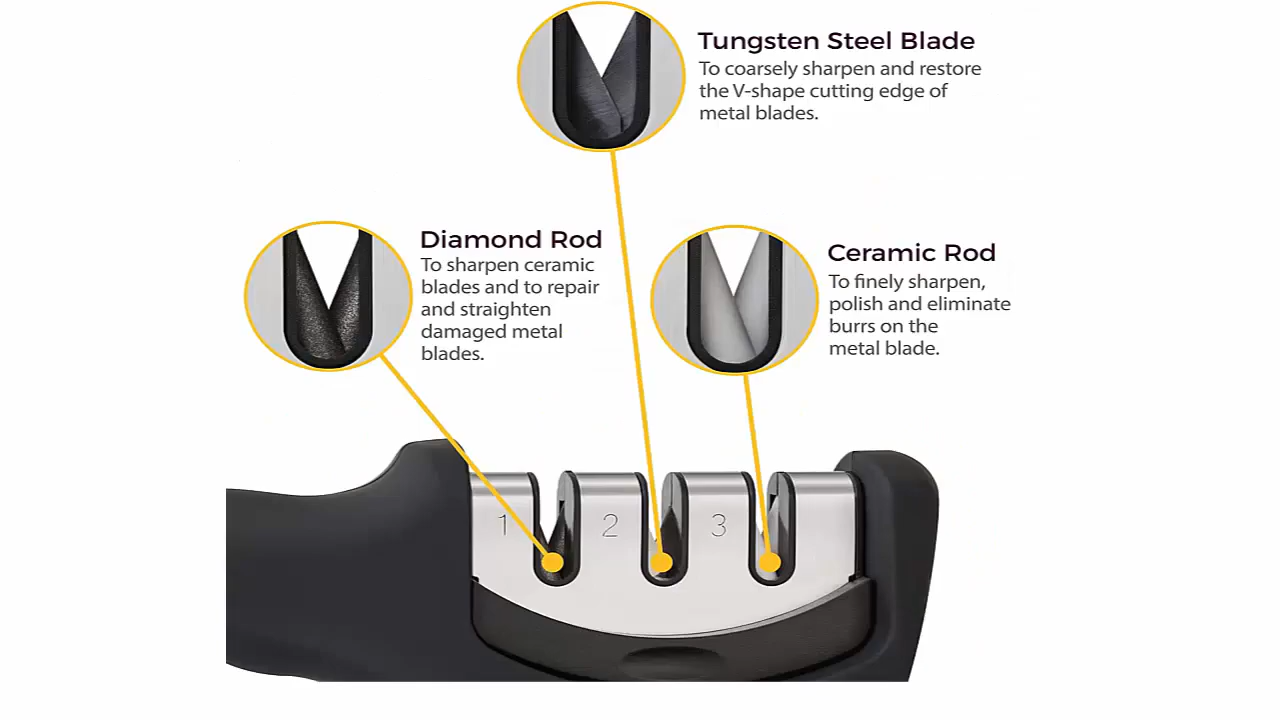 Tungsten Steel Blade
To coarsely sharpen and restore
the V-shape cutting edge of
metal blades.
Diamond Rod
To sharpen ceramic
blades and to repair
and straighten
damaged metal
blades.
Ceramic Rod
To finely sharpen,
polish and eliminate
burrs on the
metal blade.
1 2 3